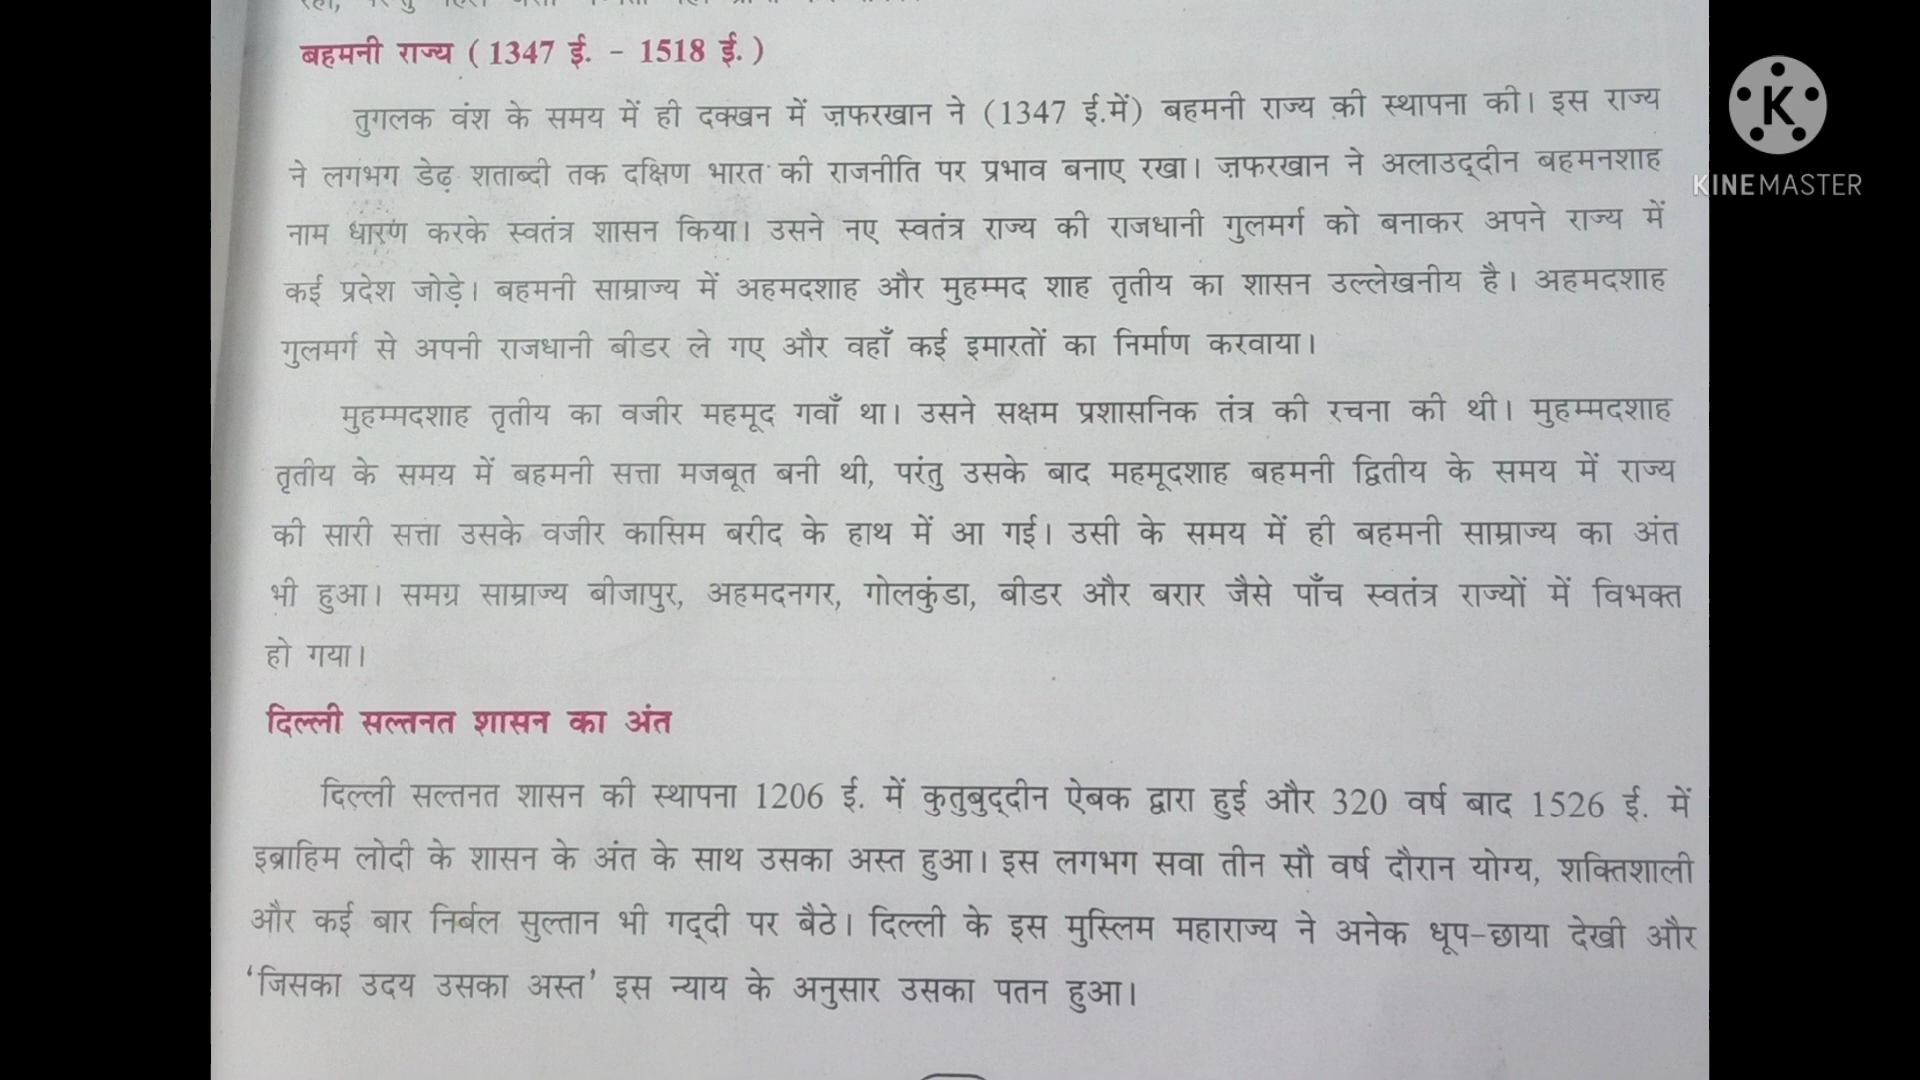 बहमनी राज्य ( 1347 ई. - 1518 ई. )
तुगलक वंश के समय में ही दक्खन में ज़फरखान ने (1347 ई.में) बहमनी राज्य की स्थापना की। इस राज्य
ने लगभग डेढ़ शताब्दी तक दक्षिण भारत की राजनीति पर प्रभाव बनाए रखा। ज़फरखान ने अलाउद्‌दीन बहमनशाह
नाम धारण करके स्वतंत्र शासन किया। उसने नए स्वतंत्र राज्य की राजधानी गुलमर्ग को बनाकर अपने राज्य में
कई प्रदेश जोड़े। बहमनी साम्राज्य में अहमदशाह और मुहम्मद शाह तृतीय का शासन उल्लेखनीय है। अहमदशाह
गुलमर्ग से अपनी राजधानी बीडर ले गए और वहाँ कई इमारतों का निर्माण करवाया।
मुहम्मदशाह तृतीय का वजीर महमूद गवाँ था। उसने सक्षम प्रशासनिक तंत्र की रचना की थी। मुहम्मदशाह
तृतीय के समय में बहमनी सत्ता मजबूत बनी थी, परंतु उसके बाद महमूदशाह बहमनी द्वितीय के समय में राज्य
की सारी सत्ता उसके वजीर कासिम बरीद के हाथ में आ गई। उसी के समय में ही बहमनी साम्राज्य का अंत
भी हुआ। समग्र साम्राज्य बीजापुर, अहमदनगर, गोलकुंडा, बीडर और बरार जैसे पाँच स्वतंत्र राज्यों में विभक्त
हो गया।
दिल्ली सल्तनत शासन का अंत
दिल्ली सल्तनत शासन की स्थापना 1206 ई. में कुतुबुद्‌दीन ऐबक द्वारा हुई और 320 वर्ष बाद 1526 ई. में
इब्राहिम लोदी के शासन के अंत के साथ उसका अस्त हुआ। इस लगभग सवा तीन सौ वर्ष दौरान योग्य, शक्तिशाली
और कई बार निर्बल सुल्तान भी गद्‌दी पर बैठे। दिल्ली के इस मुस्लिम महाराज्य ने अनेक धूप-छाया देखी और
‘जिसका उदय उसका अस्त’ इस न्याय के अनुसार उसका पतन हुआ।
K
KINEMASTER